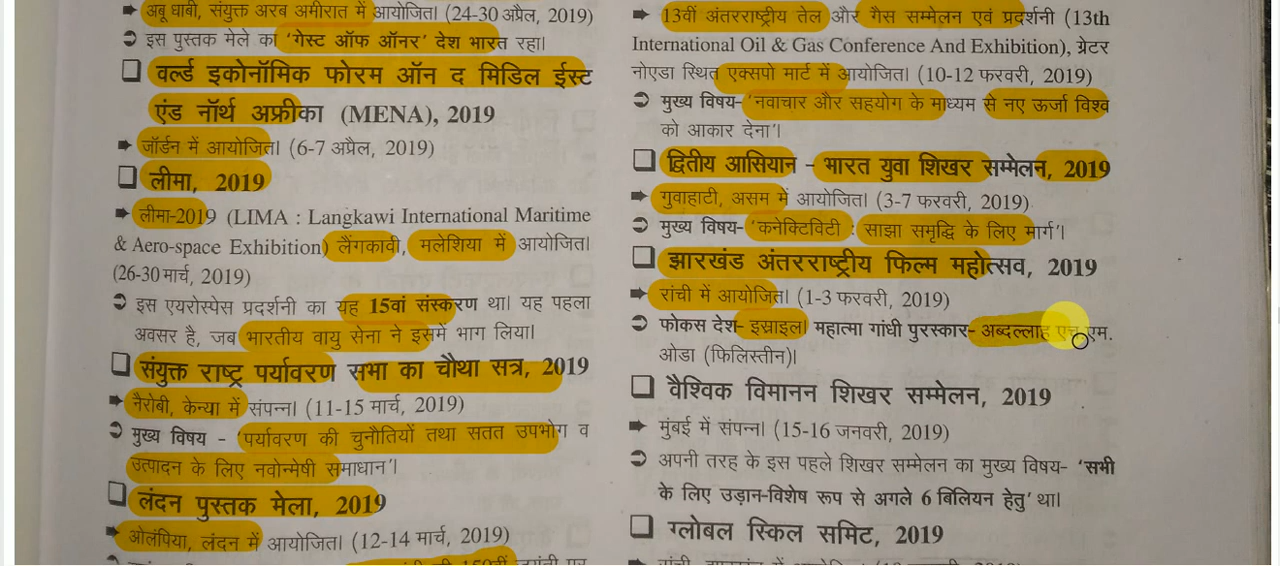 ➨ अबू धाबी, संयुक्त अरब अमीरात में आयोजित। (24-30 अप्रैल, 2019)
➲ इस पुस्तक मेले का 'गेस्ट ऑफ ऑनर' देश भारत रहा।
❑ वर्ल्ड इकोनॉमिक फोरम ऑन द मिडिल ईस्ट
एंड नॉर्थ अफ्रीका (MENA), 2019
➨ जॉर्डन में आयोजित। (6-7 अप्रैल, 2019)
❑ लीमा, 2019
➨ लीमा-2019 (LIMA : Langkawi International Maritime
& Aero-space Exhibition) लैंगकावी, मलेशिया में आयोजित।
(26-30 मार्च, 2019)
➲ इस एयरोस्पेस प्रदर्शनी का यह 15वां संस्करण था। यह पहला
अवसर है, जब भारतीय वायु सेना ने इसमें भाग लिया।
❑ संयुक्त राष्ट्र पर्यावरण सभा का चौथा सत्र, 2019
➨ नैरोबी, केन्या में संपन्न। (11-15 मार्च, 2019)
➲ मुख्य विषय - 'पर्यावरण की चुनौतियों तथा सतत उपभोग व
उत्पादन के लिए नवोन्मेषी समाधान'।
❑ लंदन पुस्तक मेला, 2019
➨ ओलंपिया, लंदन में आयोजित। (12-14 मार्च, 2019)
➨ 13वीं अंतरराष्ट्रीय तेल और गैस सम्मेलन एवं प्रदर्शनी (13th
International Oil & Gas Conference And Exhibition), ग्रेटर
नोएडा स्थित एक्सपो मार्ट में आयोजित। (10-12 फरवरी, 2019)
➲ मुख्य विषय- 'नवाचार और सहयोग के माध्यम से नए ऊर्जा विश्व
को आकार देना'।
❑ द्वितीय आसियान - भारत युवा शिखर सम्मेलन, 2019
➨ गुवाहाटी, असम में आयोजित। (3-7 फरवरी, 2019)
➲ मुख्य विषय- 'कनेक्टिविटी : साझा समृद्धि के लिए मार्ग'।
❑ झारखंड अंतरराष्ट्रीय फिल्म महोत्सव, 2019
➨ रांची में आयोजित। (1-3 फरवरी, 2019)
➲ फोकस देश- इस्राइल। महात्मा गांधी पुरस्कार- अब्दल्लाह एच.एम.
ओडा (फिलिस्तीन)।
❑ वैश्विक विमानन शिखर सम्मेलन, 2019
➨ मुंबई में संपन्न। (15-16 जनवरी, 2019)
➲ अपनी तरह के इस पहले शिखर सम्मेलन का मुख्य विषय- 'सभी
के लिए उड़ान-विशेष रूप से अगले 6 बिलियन हेतु' था।
❑ ग्लोबल स्किल समिट, 2019